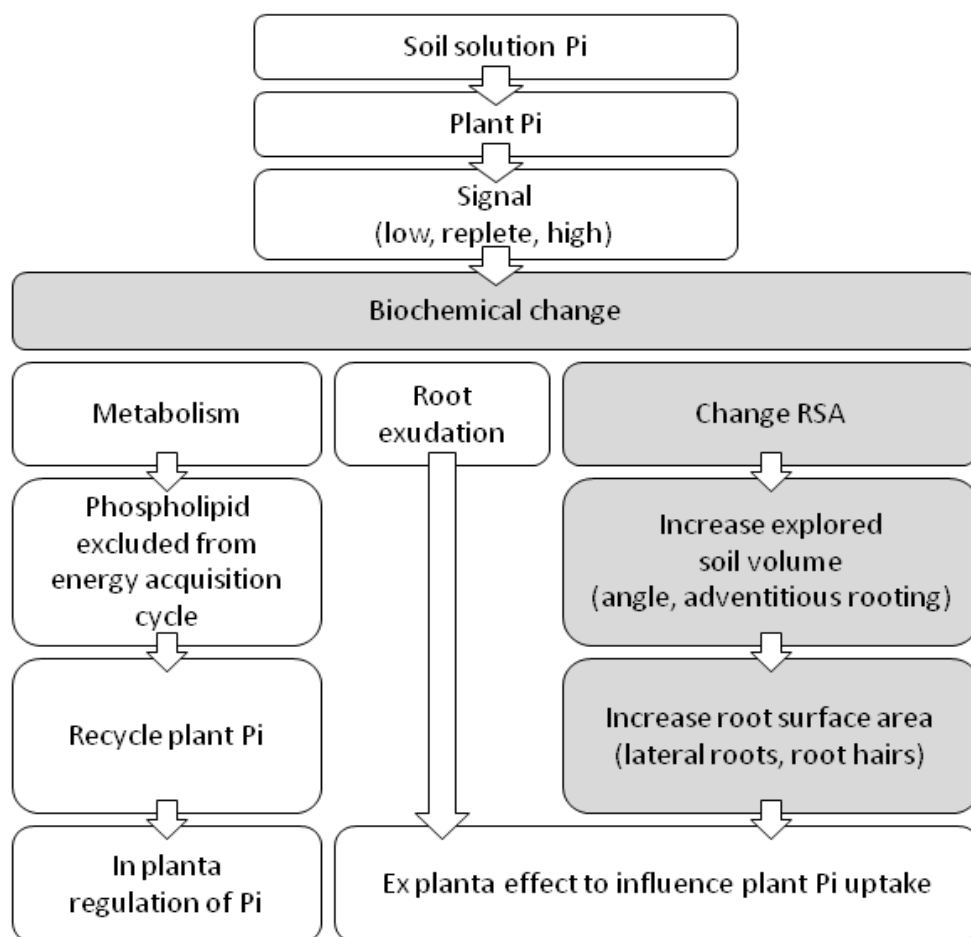 Soil solution Pi
Plant Pi
Signal
(low, replete, high)
Biochemical change
Metabolism
Root
exudation
Change RSA
Phospholipid
excluded from
energy acquisition
cycle
Increase explored
soil volume
(angle, adventitious rooting)
Recycle plant Pi
Increase root surface area
(lateral roots, root hairs)
In planta
regulation of Pi
Ex planta effect to influence plant Pi uptake